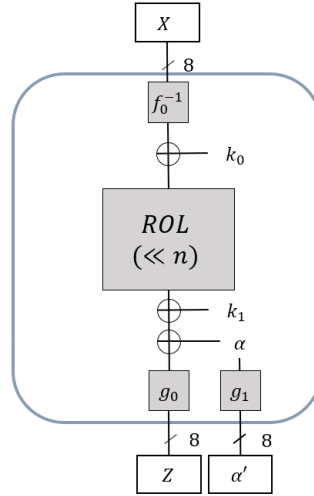 X
8
f₀⁻¹
k₀
ROL
(≪ n)
k₁
α
g₀ g₁
8 8
Z α′